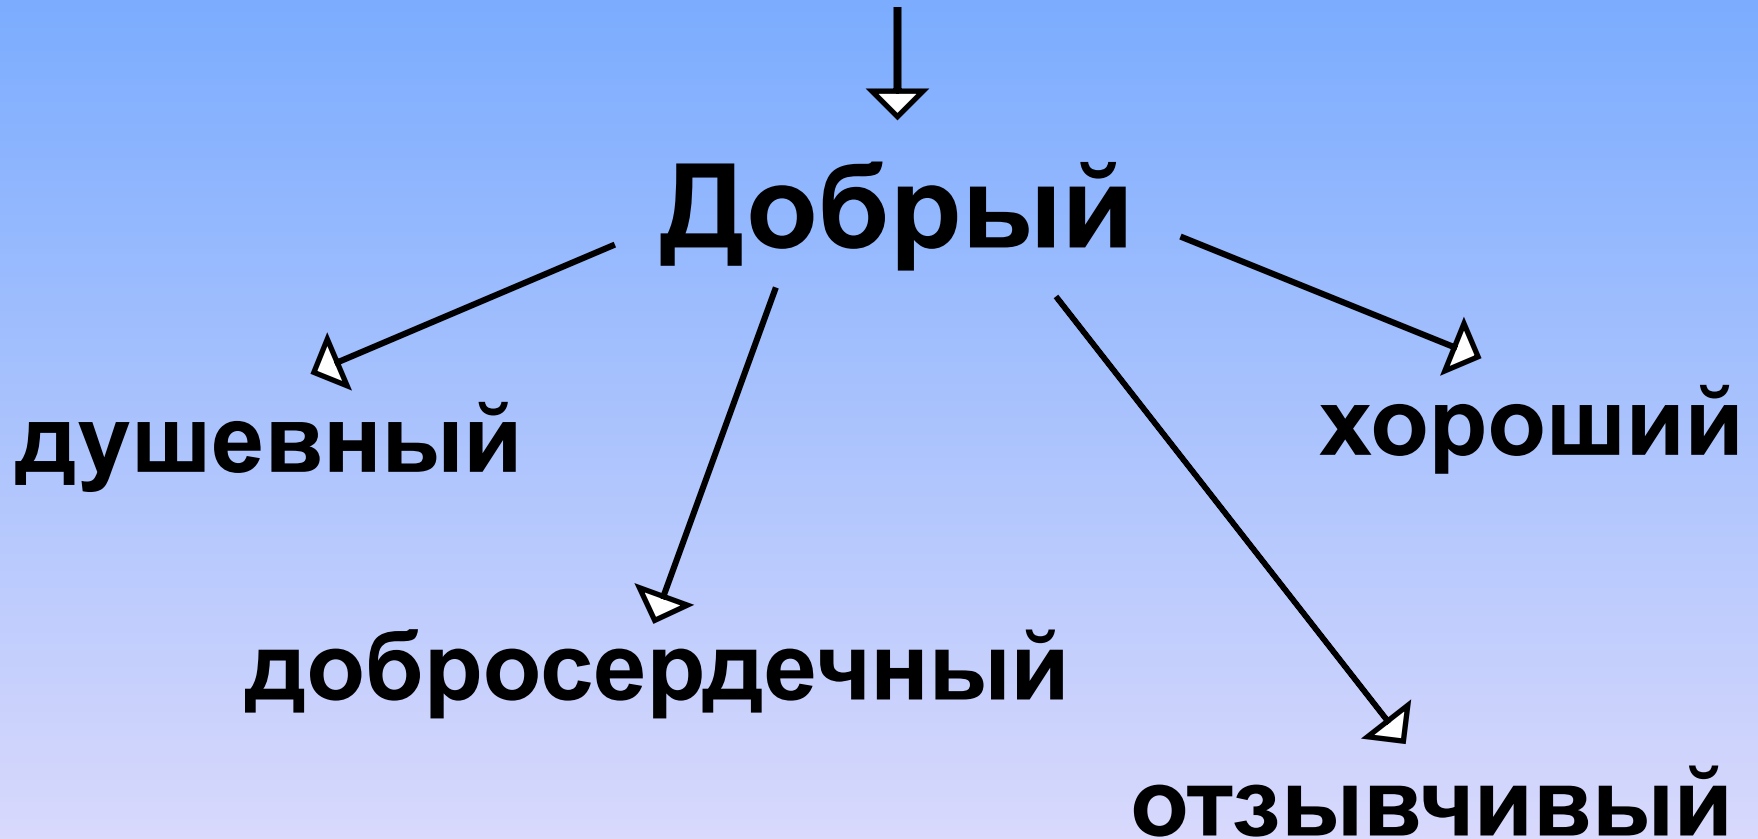 Добрый
душевный
хороший
добросердечный
отзывчивый